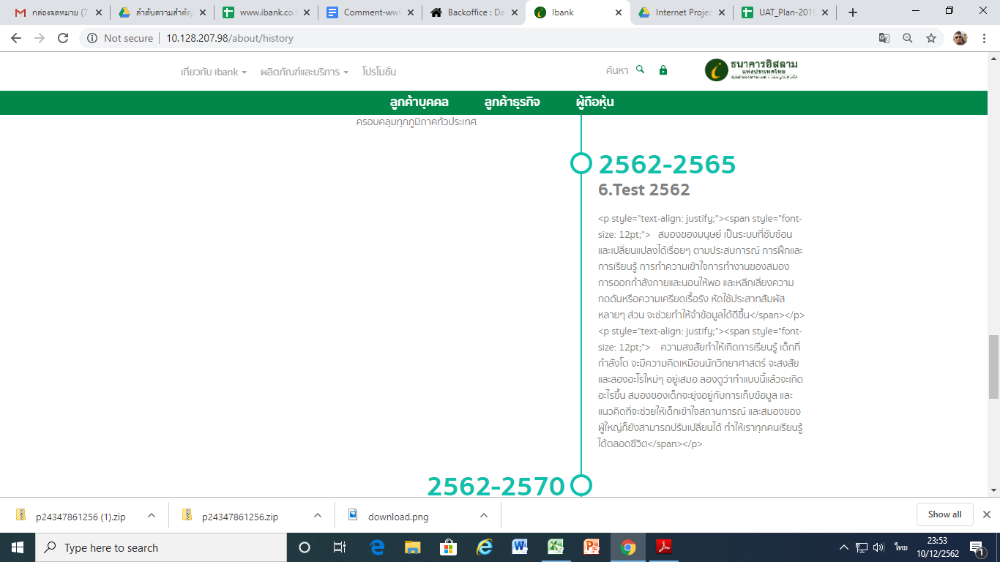 กล่องจดหมาย (7
ลำดับความสำคัญ
www.ibank.co.t
Comment-www
Backoffice : Da
Ibank
Internet Projec
UAT_Plan-2019
Not secure
10.128.207.98/about/history
เกี่ยวกับ ibank
ผลิตภัณฑ์และบริการ
โปรโมชั่น
ค้นหา
ธนาคารอิสลาม
แห่งประเทศไทย
ลูกค้าบุคคล
ลูกค้าธุรกิจ
ผู้ถือหุ้น
ครอบคลุมทุกภูมิภาคทั่วประเทศ
2562-2565
6.Test 2562
<p style="text-align: justify;"><span style="font-
size: 12pt;"> สมองของมนุษย์ เป็นระบบที่ซับซ้อน
และเปลี่ยนแปลงได้เรื่อยๆ ตามประสบการณ์ การฝึกและ
การเรียนรู้ การทำความเข้าใจการทำงานของสมอง
การออกกำลังกายและนอนให้พอ และหลีกเลี่ยงความ
กดดันหรือความเครียดเรื้อรัง หัดใช้ประสาทสัมผัส
หลายๆ ส่วน จะช่วยทำให้จำข้อมูลได้ดีขึ้น</span></p>
<p style="text-align: justify;"><span style="font-
size: 12pt;"> ความสงสัยทำให้เกิดการเรียนรู้ เด็กที่
กำลังโต จะมีความคิดเหมือนนักวิทยาศาสตร์ จะสงสัย
และลองอะไรใหม่ๆ อยู่เสมอ ลองดูว่าทำแบบนี้แล้วจะเกิด
อะไรขึ้น สมองของเด็กจะยุ่งอยู่กับการเก็บข้อมูล และ
แนวคิดที่จะช่วยให้เด็กเข้าใจสถานการณ์ และสมองของ
ผู้ใหญ่ก็ยังสามารถปรับเปลี่ยนได้ ทำให้เราทุกคนเรียนรู้
ได้ตลอดชีวิต</span></p>
2562-2570
p24347861256 (1).zip
p24347861256.zip
download.png
Show all
Type here to search
ไทย
23:53
10/12/2562
1